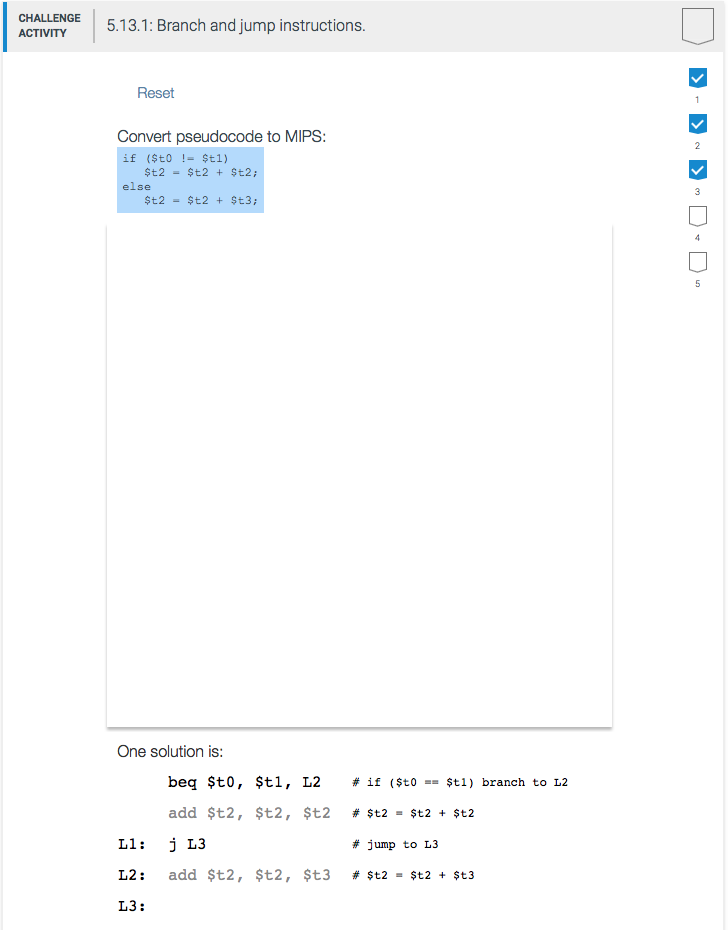 CHALLENGE
ACTIVITY
5.13.1: Branch and jump instructions.
Reset
1
2
3
4
5
Convert pseudocode to MIPS:
if ($t0 != $t1)
   $t2 = $t2 + $t2;
else
   $t2 = $t2 + $t3;
One solution is:
beq $t0, $t1, L2 # if ($t0 == $t1) branch to L2
add $t2, $t2, $t2 # $t2 = $t2 + $t2
L1: j L3 # jump to L3
L2: add $t2, $t2, $t3 # $t2 = $t2 + $t3
L3: